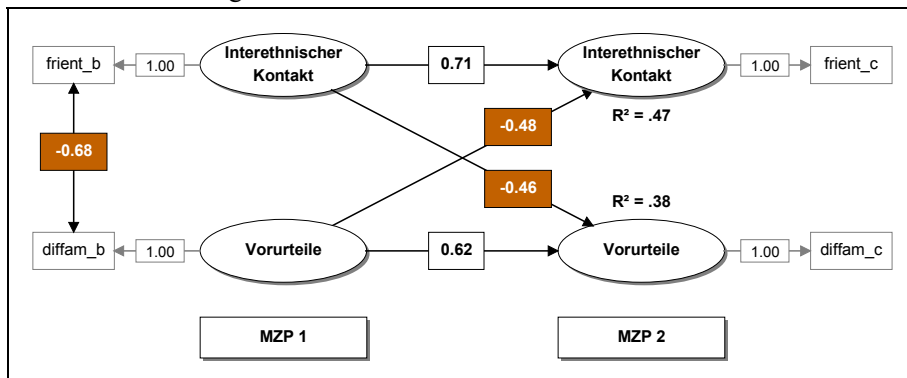 frient_b
1.00
Interethnischer
Kontakt
0.71
Interethnischer
Kontakt
1.00
frient_c
R² = .47
-0.48
-0.68
-0.46
R² = .38
diffam_b
1.00
Vorurteile
0.62
Vorurteile
1.00
diffam_c
MZP 1
MZP 2